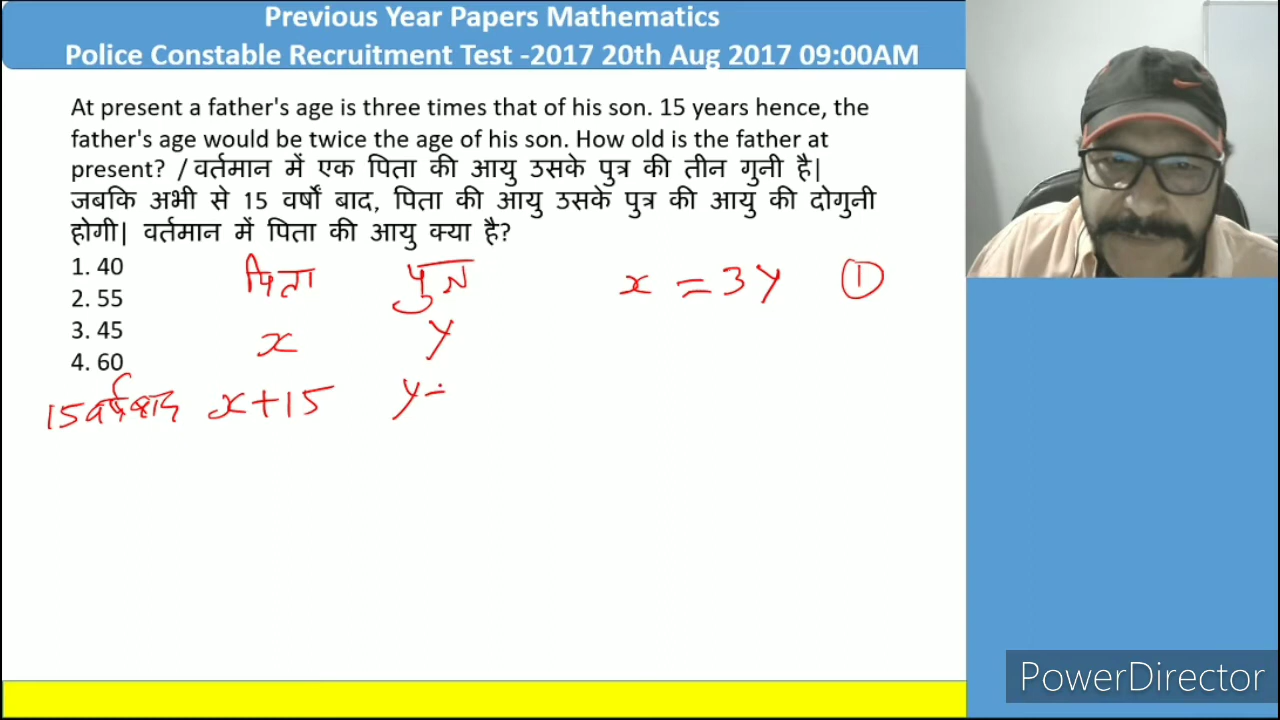 Previous Year Papers Mathematics
Police Constable Recruitment Test -2017 20th Aug 2017 09:00AM
At present a father's age is three times that of his son. 15 years hence, the
father's age would be twice the age of his son. How old is the father at
present? / वर्तमान में एक पिता की आयु उसके पुत्र की तीन गुनी है|
जबकि अभी से 15 वर्षों बाद, पिता की आयु उसके पुत्र की आयु की दोगुनी
होगी| वर्तमान में पिता की आयु क्या है?
1. 40
2. 55
3. 45
4. 60
पिता पुत्र
x = 3y ①
x y
15 वर्ष बाद x+15 y-
PowerDirector